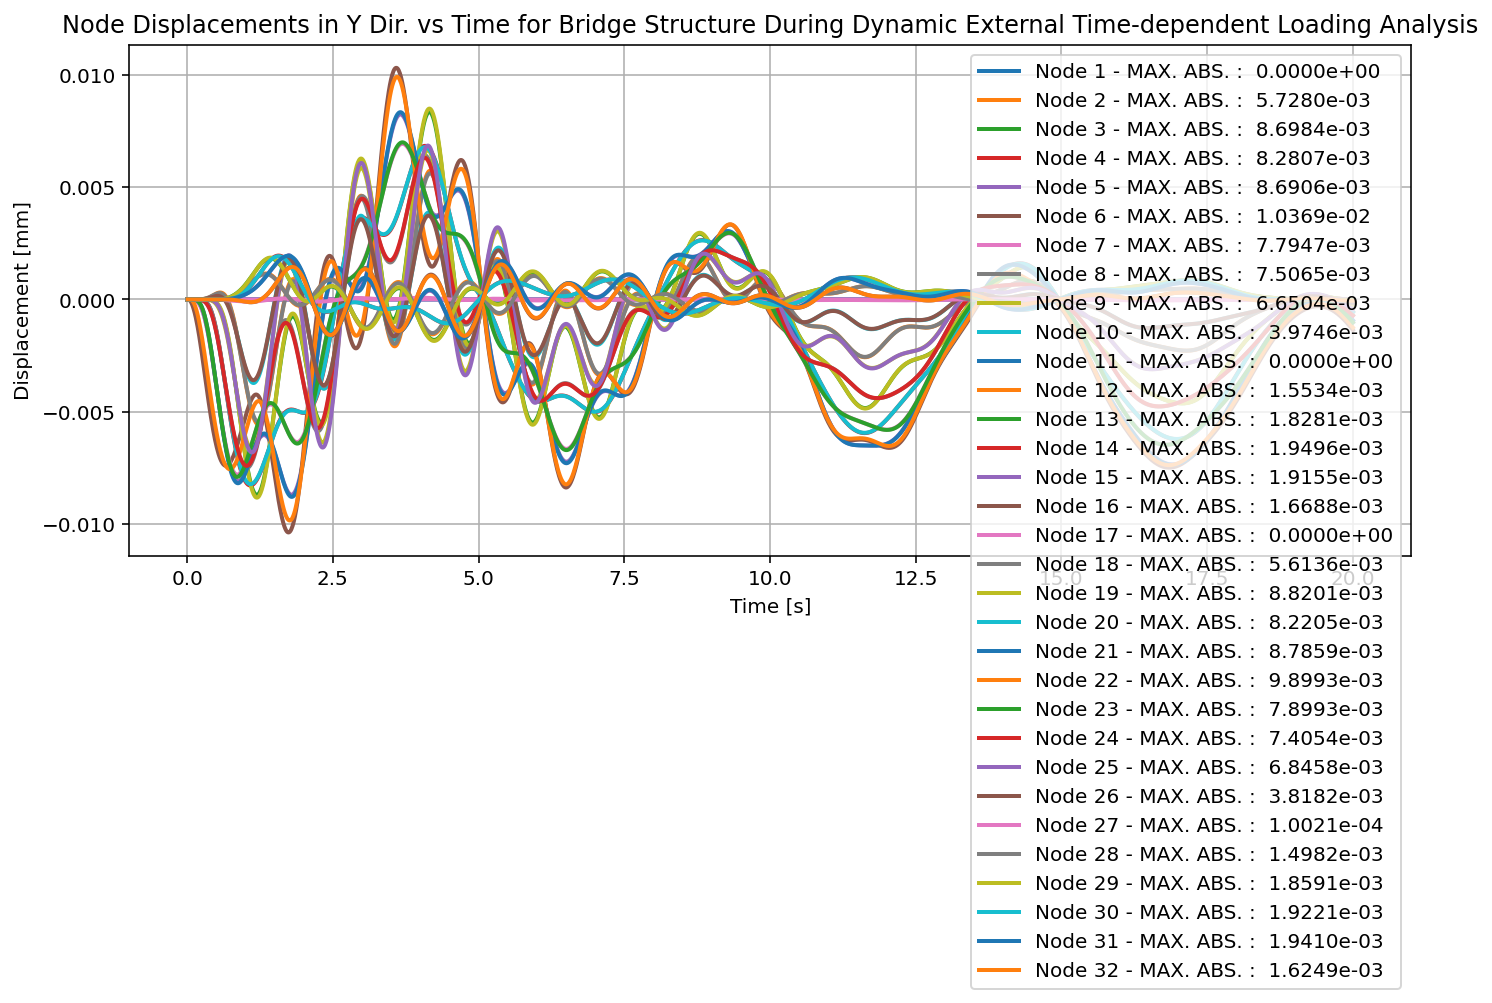 Node Displacements in Y Dir. vs Time for Bridge Structure During Dynamic External Time-dependent Loading Analysis
Displacement [mm]
0.010
0.005
0.000
−0.005
−0.010
0.0 2.5 5.0 7.5 10.0 12.5 15.0 17.5 20.0
Time [s]
Node 1 - MAX. ABS. : 0.0000e+00
Node 2 - MAX. ABS. : 5.7280e-03
Node 3 - MAX. ABS. : 8.6984e-03
Node 4 - MAX. ABS. : 8.2807e-03
Node 5 - MAX. ABS. : 8.6906e-03
Node 6 - MAX. ABS. : 1.0369e-02
Node 7 - MAX. ABS. : 7.7947e-03
Node 8 - MAX. ABS. : 7.5065e-03
Node 9 - MAX. ABS. : 6.6504e-03
Node 10 - MAX. ABS. : 3.9746e-03
Node 11 - MAX. ABS. : 0.0000e+00
Node 12 - MAX. ABS. : 1.5534e-03
Node 13 - MAX. ABS. : 1.8281e-03
Node 14 - MAX. ABS. : 1.9496e-03
Node 15 - MAX. ABS. : 1.9155e-03
Node 16 - MAX. ABS. : 1.6688e-03
Node 17 - MAX. ABS. : 0.0000e+00
Node 18 - MAX. ABS. : 5.6136e-03
Node 19 - MAX. ABS. : 8.8201e-03
Node 20 - MAX. ABS. : 8.2205e-03
Node 21 - MAX. ABS. : 8.7859e-03
Node 22 - MAX. ABS. : 9.8993e-03
Node 23 - MAX. ABS. : 7.8993e-03
Node 24 - MAX. ABS. : 7.4054e-03
Node 25 - MAX. ABS. : 6.8458e-03
Node 26 - MAX. ABS. : 3.8182e-03
Node 27 - MAX. ABS. : 1.0021e-04
Node 28 - MAX. ABS. : 1.4982e-03
Node 29 - MAX. ABS. : 1.8591e-03
Node 30 - MAX. ABS. : 1.9221e-03
Node 31 - MAX. ABS. : 1.9410e-03
Node 32 - MAX. ABS. : 1.6249e-03